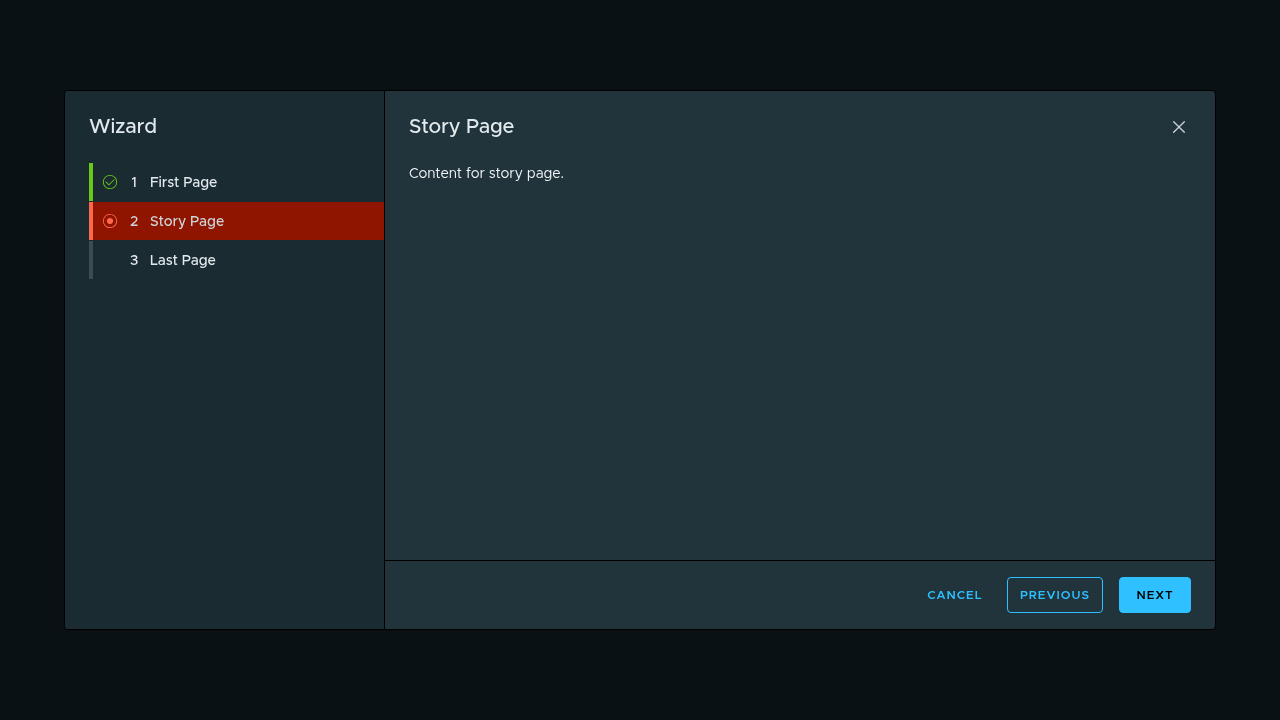 Wizard
1 First Page
2 Story Page
3 Last Page
Story Page
Content for story page.
CANCEL PREVIOUS NEXT